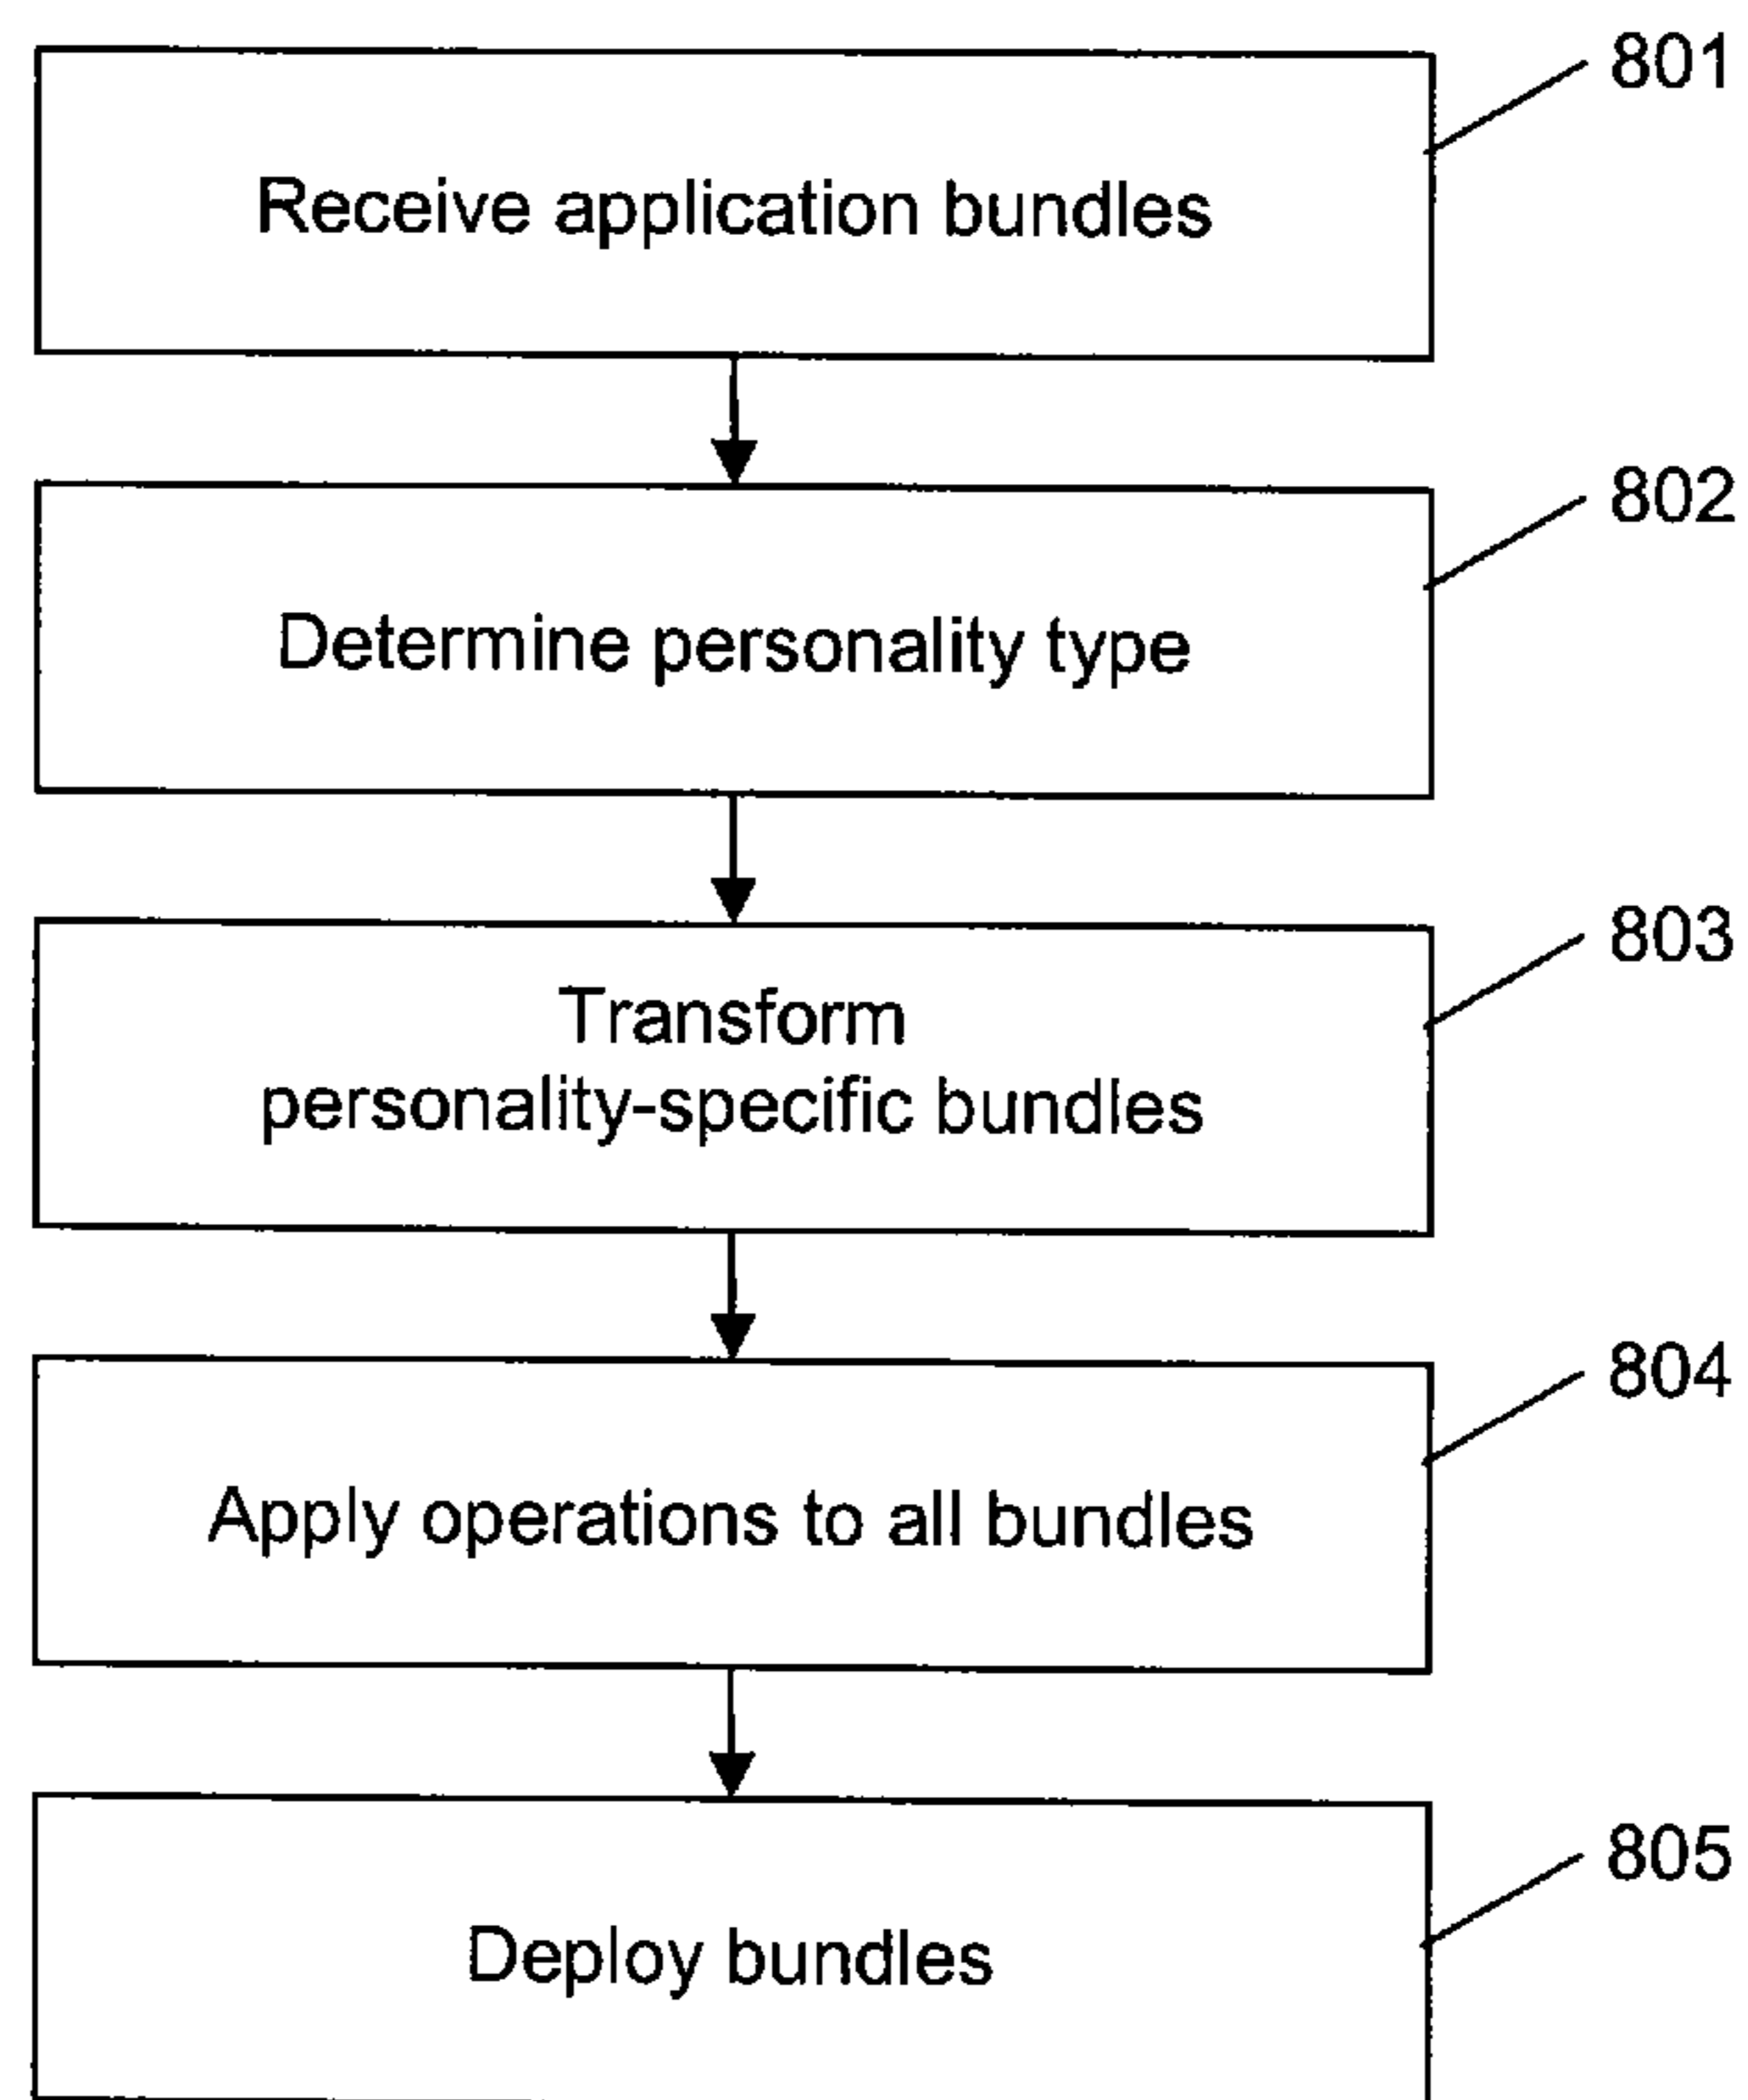 801
Receive application bundles
802
Determine personality type
803
Transform
personality-specific bundles
804
Apply operations to all bundles
805
Deploy bundles